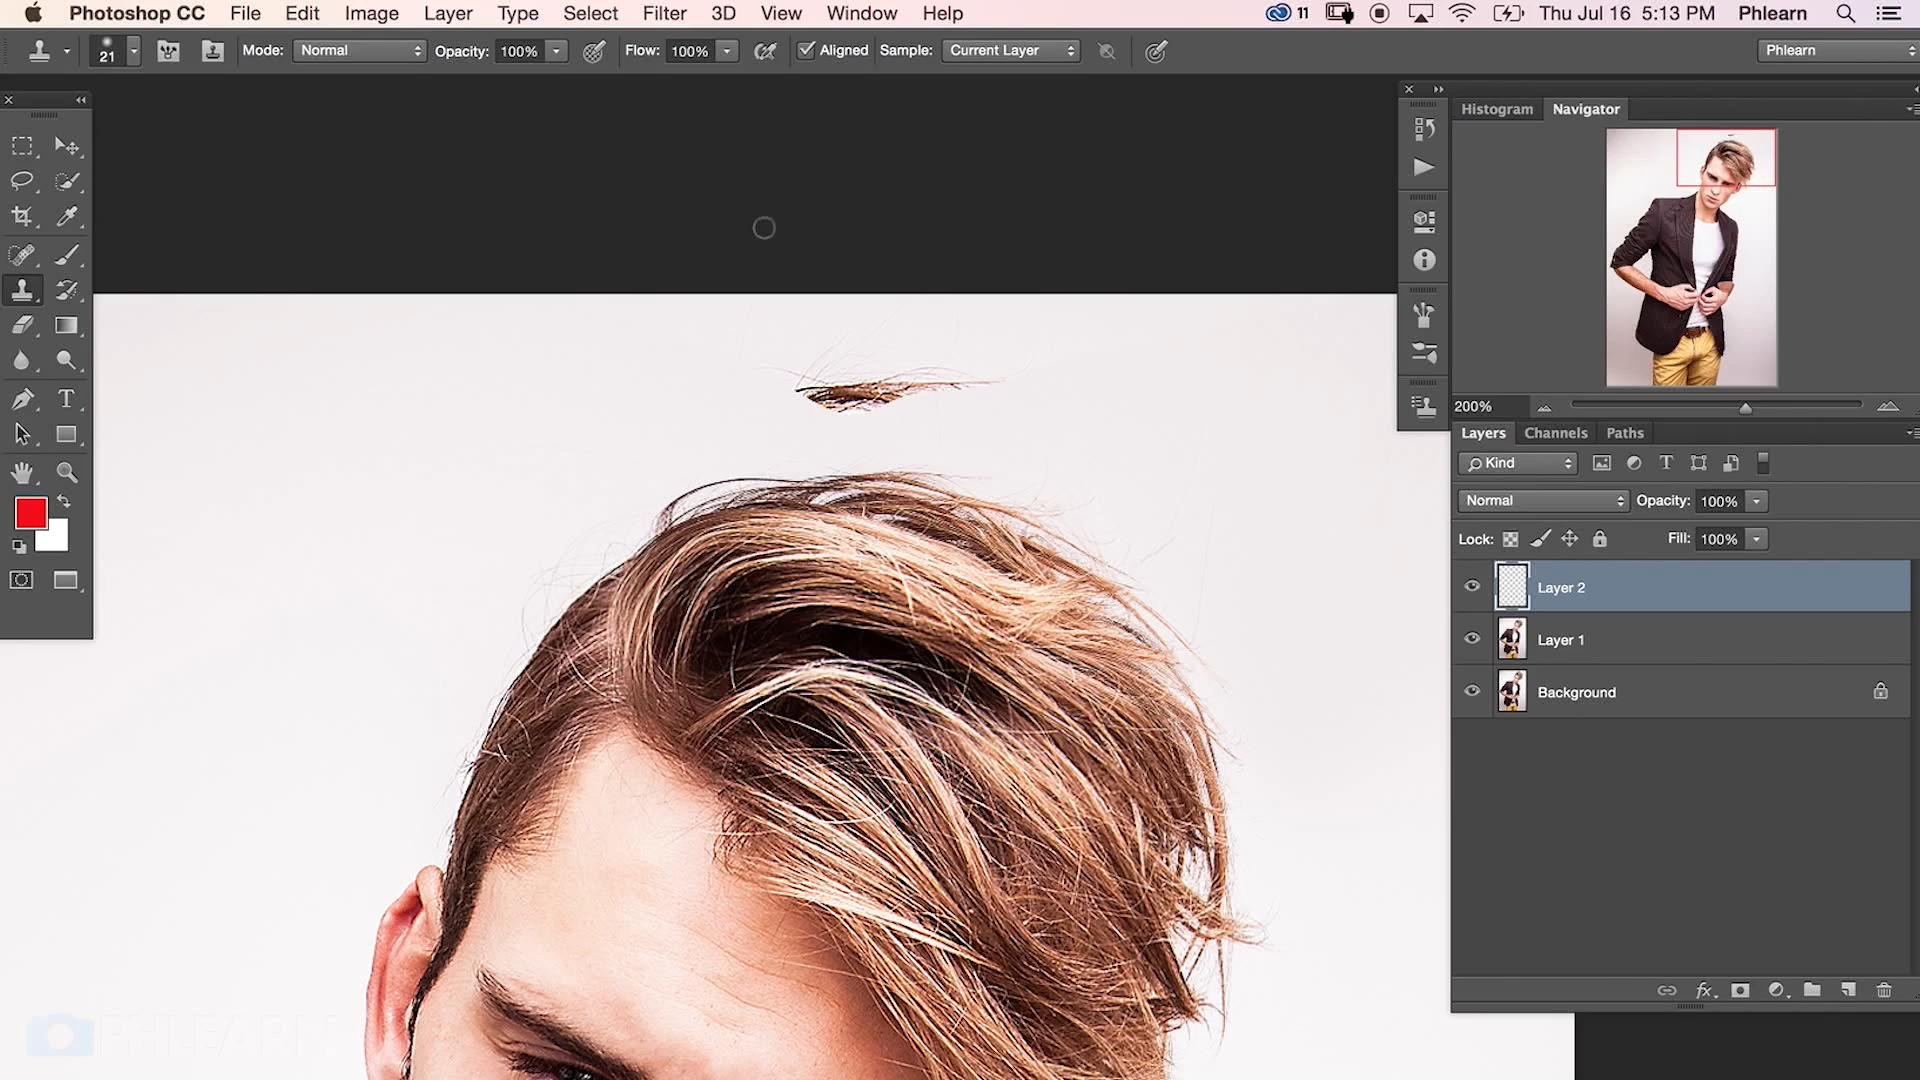 Photoshop CC File Edit Image Layer Type Select Filter 3D View Window Help 11 Thu Jul 16 5:13 PM Phlearn
21 Mode: Normal Opacity: 100% Flow: 100% Aligned Sample: Current Layer Phlearn
Histogram Navigator
200%
Layers Channels Paths
Kind
Normal Opacity: 100%
Lock: Fill: 100%
Layer 2
Layer 1
Background
PHLEARN